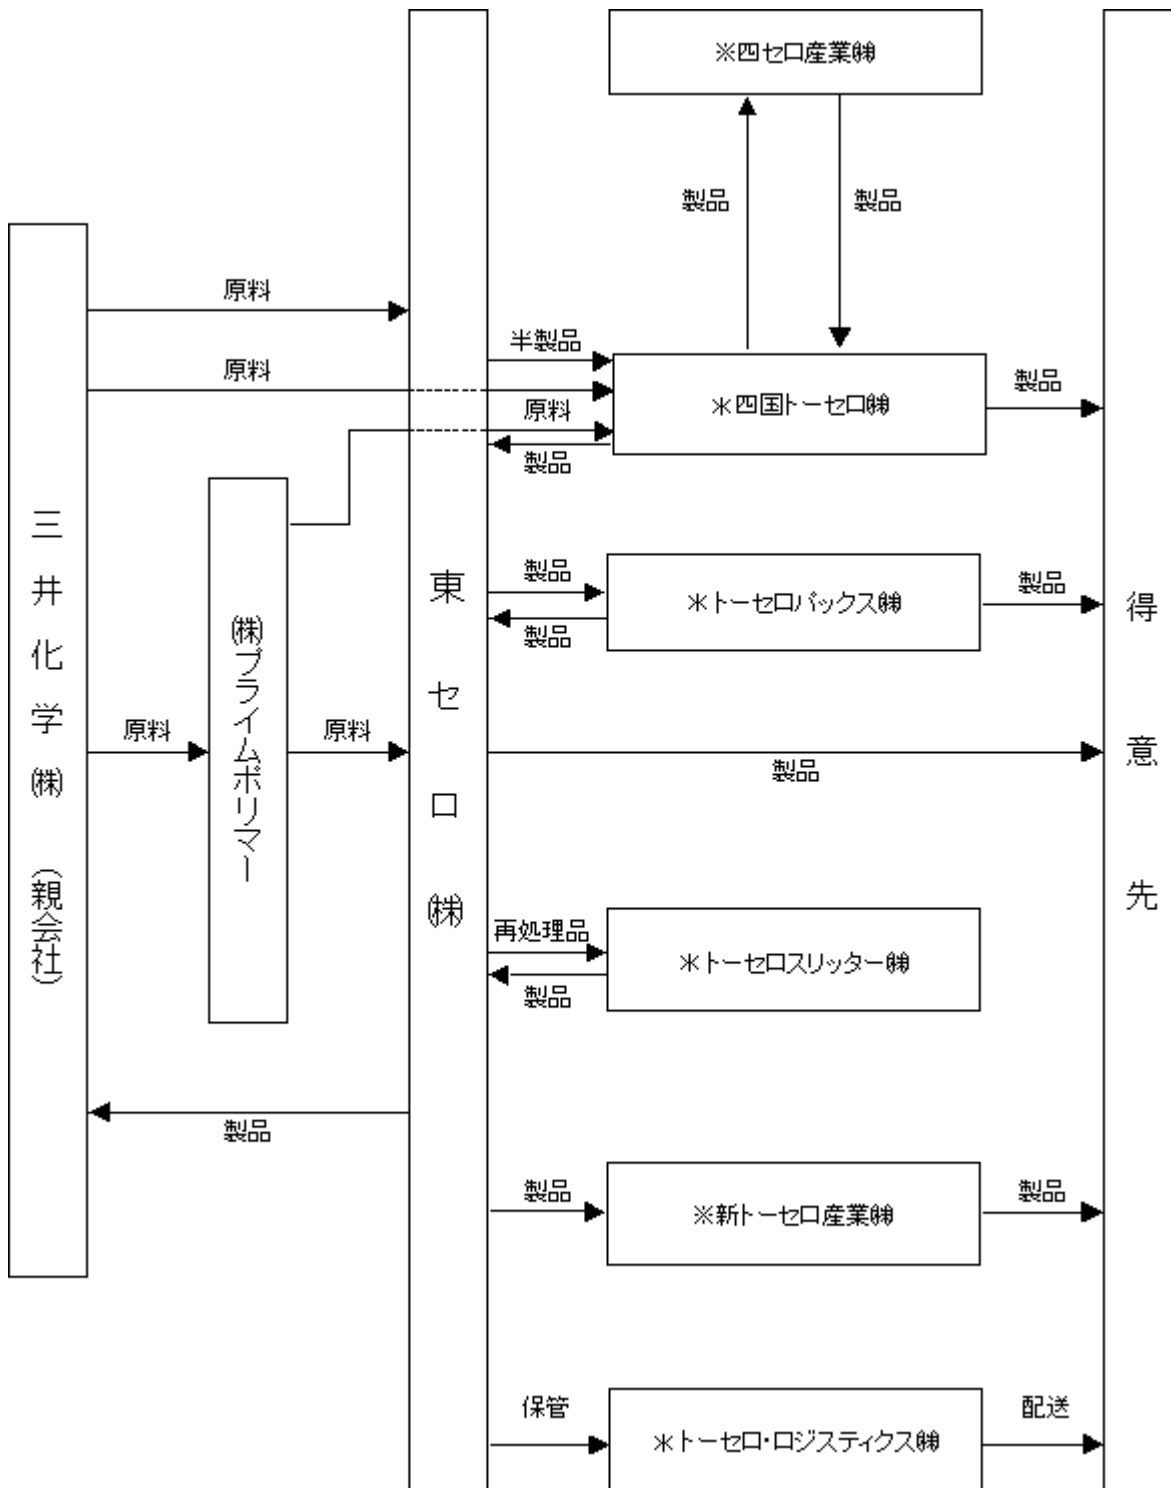 ※四セロ産業㈱
製品
製品
原料
半製品
原料
※四国トーセロ㈱
製品
原料
製品
三井化学㈱ (親会社)
㈱プライムポリマー
東セロ㈱
製品
※トーセロパックス㈱
製品
製品
得意先
原料
原料
製品
再処理品
※トーセロスリッター㈱
製品
製品
製品
※新トーセロ産業㈱
製品
保管
※トーセロ・ロジスティクス㈱
配送